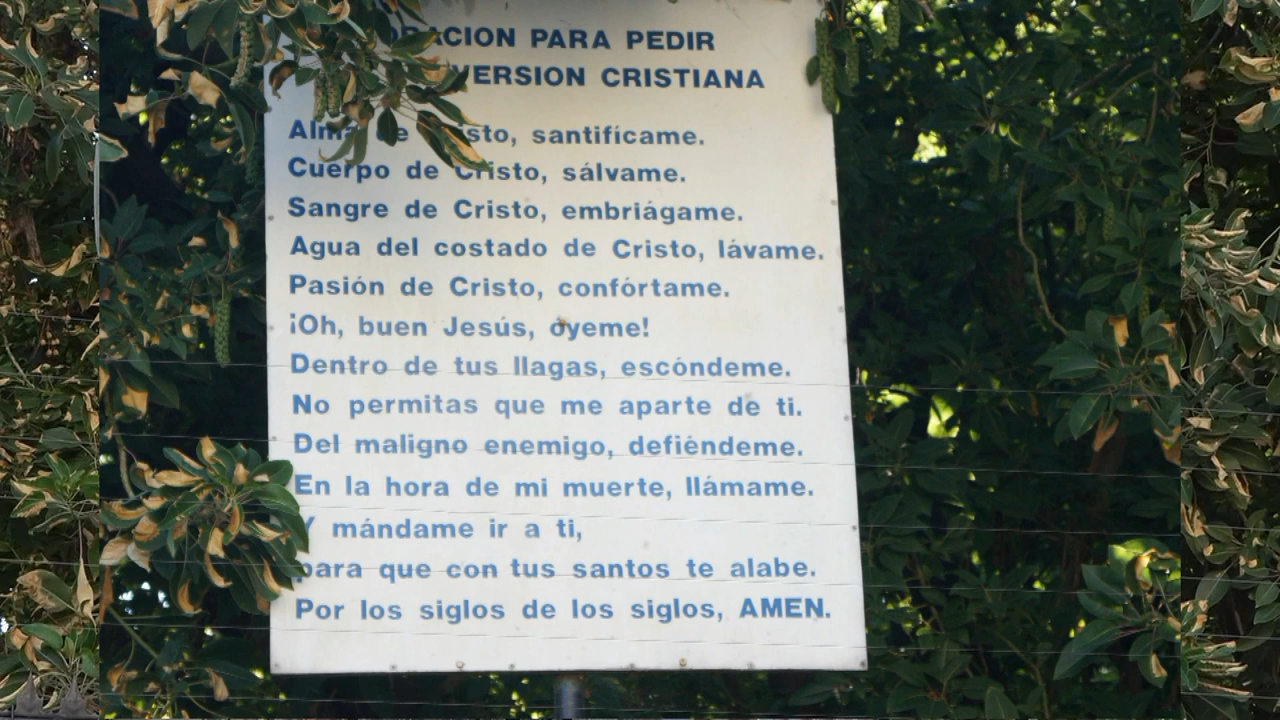 ORACION PARA PEDIR
VERSION CRISTIANA
Alma de Cristo, santifícame.
Cuerpo de Cristo, sálvame.
Sangre de Cristo, embriágame.
Agua del costado de Cristo, lávame.
Pasión de Cristo, confórtame.
¡Oh, buen Jesús, óyeme!
Dentro de tus llagas, escóndeme.
No permitas que me aparte de ti.
Del maligno enemigo, defiéndeme.
En la hora de mi muerte, llámame.
Y mándame ir a ti,
para que con tus santos te alabe.
Por los siglos de los siglos, AMEN.